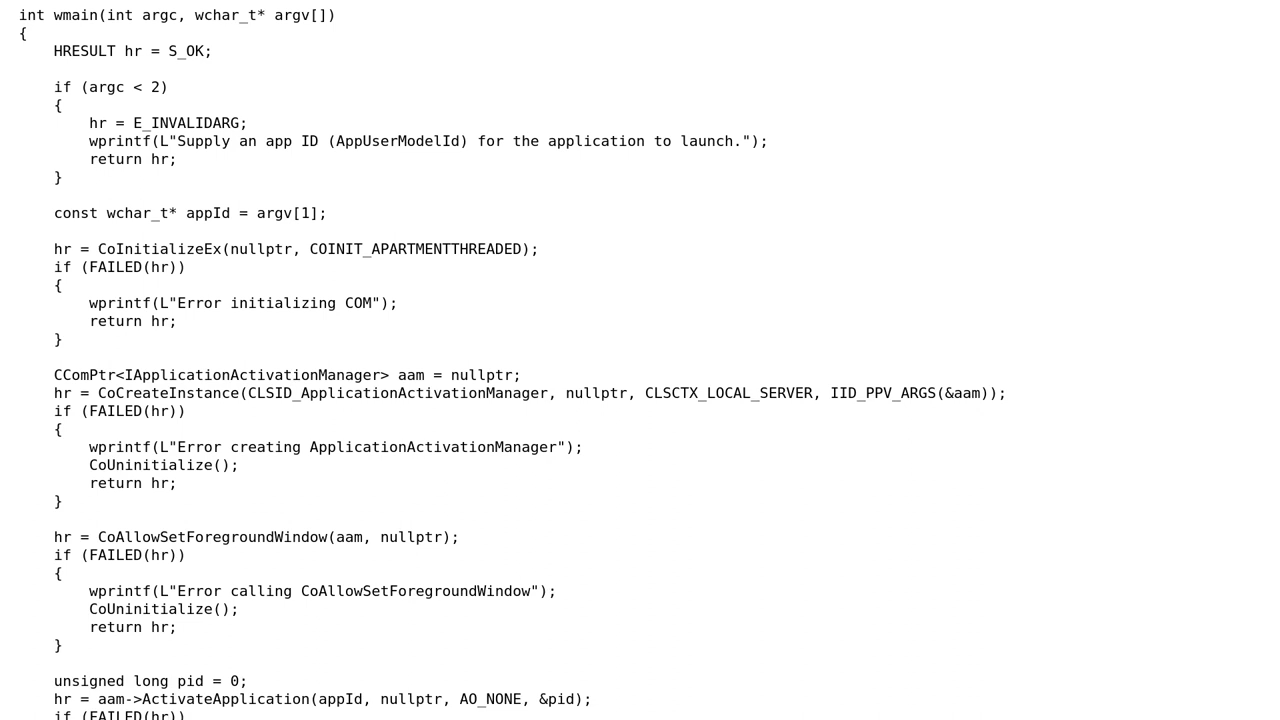 int wmain(int argc, wchar_t* argv[])
{
    HRESULT hr = S_OK;

    if (argc < 2)
    {
        hr = E_INVALIDARG;
        wprintf(L"Supply an app ID (AppUserModelId) for the application to launch.");
        return hr;
    }

    const wchar_t* appId = argv[1];

    hr = CoInitializeEx(nullptr, COINIT_APARTMENTTHREADED);
    if (FAILED(hr))
    {
        wprintf(L"Error initializing COM");
        return hr;
    }

    CComPtr<IApplicationActivationManager> aam = nullptr;
    hr = CoCreateInstance(CLSID_ApplicationActivationManager, nullptr, CLSCTX_LOCAL_SERVER, IID_PPV_ARGS(&aam));
    if (FAILED(hr))
    {
        wprintf(L"Error creating ApplicationActivationManager");
        CoUninitialize();
        return hr;
    }

    hr = CoAllowSetForegroundWindow(aam, nullptr);
    if (FAILED(hr))
    {
        wprintf(L"Error calling CoAllowSetForegroundWindow");
        CoUninitialize();
        return hr;
    }

    unsigned long pid = 0;
    hr = aam->ActivateApplication(appId, nullptr, AO_NONE, &pid);
    if (FAILED(hr))